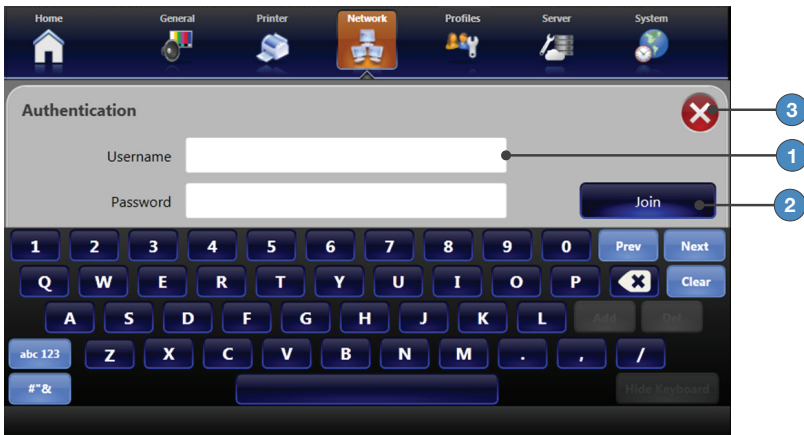 Home General Printer Network Profiles Server System
Authentication
3
Username
1
Password
Join
2
1 2 3 4 5 6 7 8 9 0 Prev Next
Q W E R T Y U I O P Clear
A S D F G H J K L Add Del
abc 123 Z X C V B N M . , /
#"& Hide Keyboard